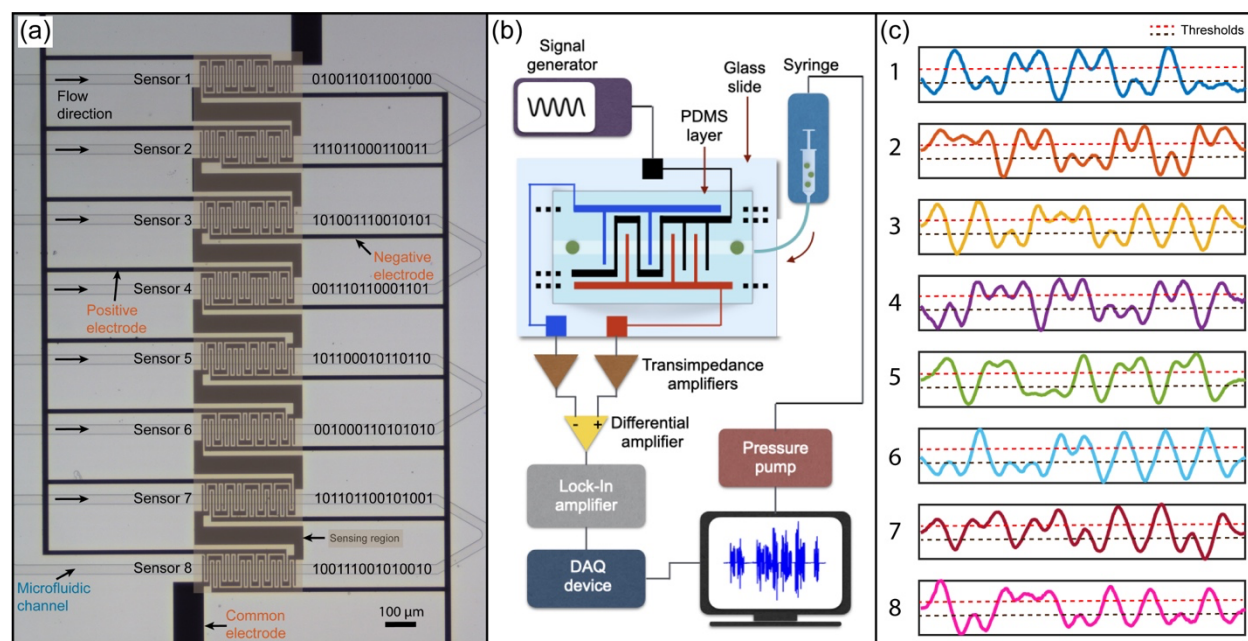 (a)
Sensor 1
010011011001000
Flow
direction
Sensor 2
111011000110011
Sensor 3
101001110010101
Negative
electrode
Sensor 4
001110110001101
Positive
electrode
Sensor 5
101100010110110
Sensor 6
001000110101010
Sensor 7
101101100101001
Sensing region
Sensor 8
100111001010010
Microfluidic
channel
Common
electrode
100 µm
(b)
Signal
generator
Glass
slide
Syringe
PDMS
layer
Transimpedance
amplifiers
- +
Differential
amplifier
Pressure
pump
Lock-In
amplifier
DAQ
device
(c)
Thresholds
1
2
3
4
5
6
7
8